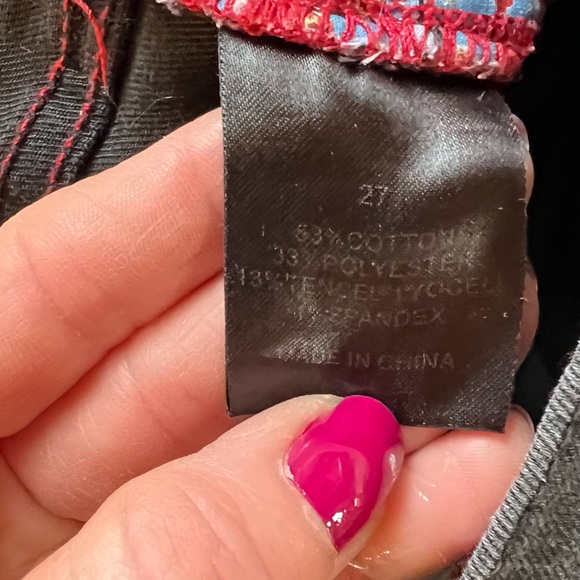 27
53% COTTON
33% POLYESTER
13% TENCEL LYOCELL
SPANDEX
MADE IN CHINA